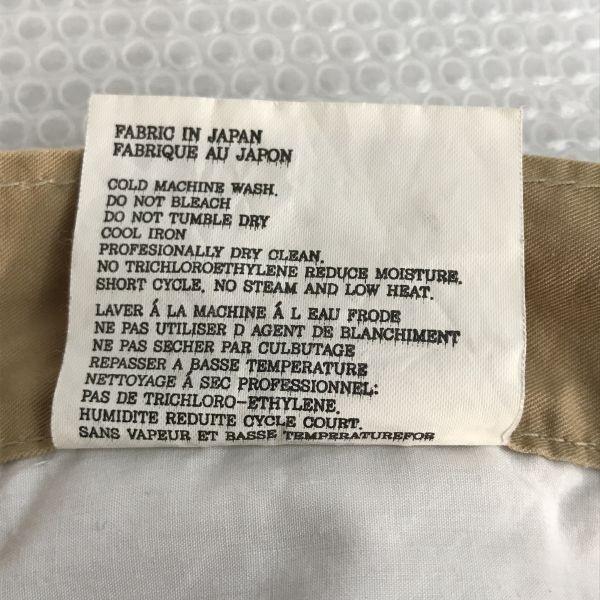 FABRIC IN JAPAN
FABRIQUE AU JAPON
COLD MACHINE WASH.
DO NOT BLEACH
DO NOT TUMBLE DRY
COOL IRON
PROFESIONALLY DRY CLEAN.
NO TRICHLOROETHYLENE REDUCE MOISTURE.
SHORT CYCLE, NO STEAM AND LOW HEAT.
LAVER Á LA MACHINE Á L EAU FRODE
NE PAS UTILISER D AGENT DE BLANCHIMENT
NE PAS SECHER PAR CULBUTAGE
REPASSER A BASSE TEMPERATURE
NETTOYAGE Á SEC PROFESSIONNEL:
PAS DE TRICHLORO-ETHYLENE.
HUMIDITE REDUITE CYCLE COURT.
SANS VAPEUR ET BASSE TEMPERATUREFOR